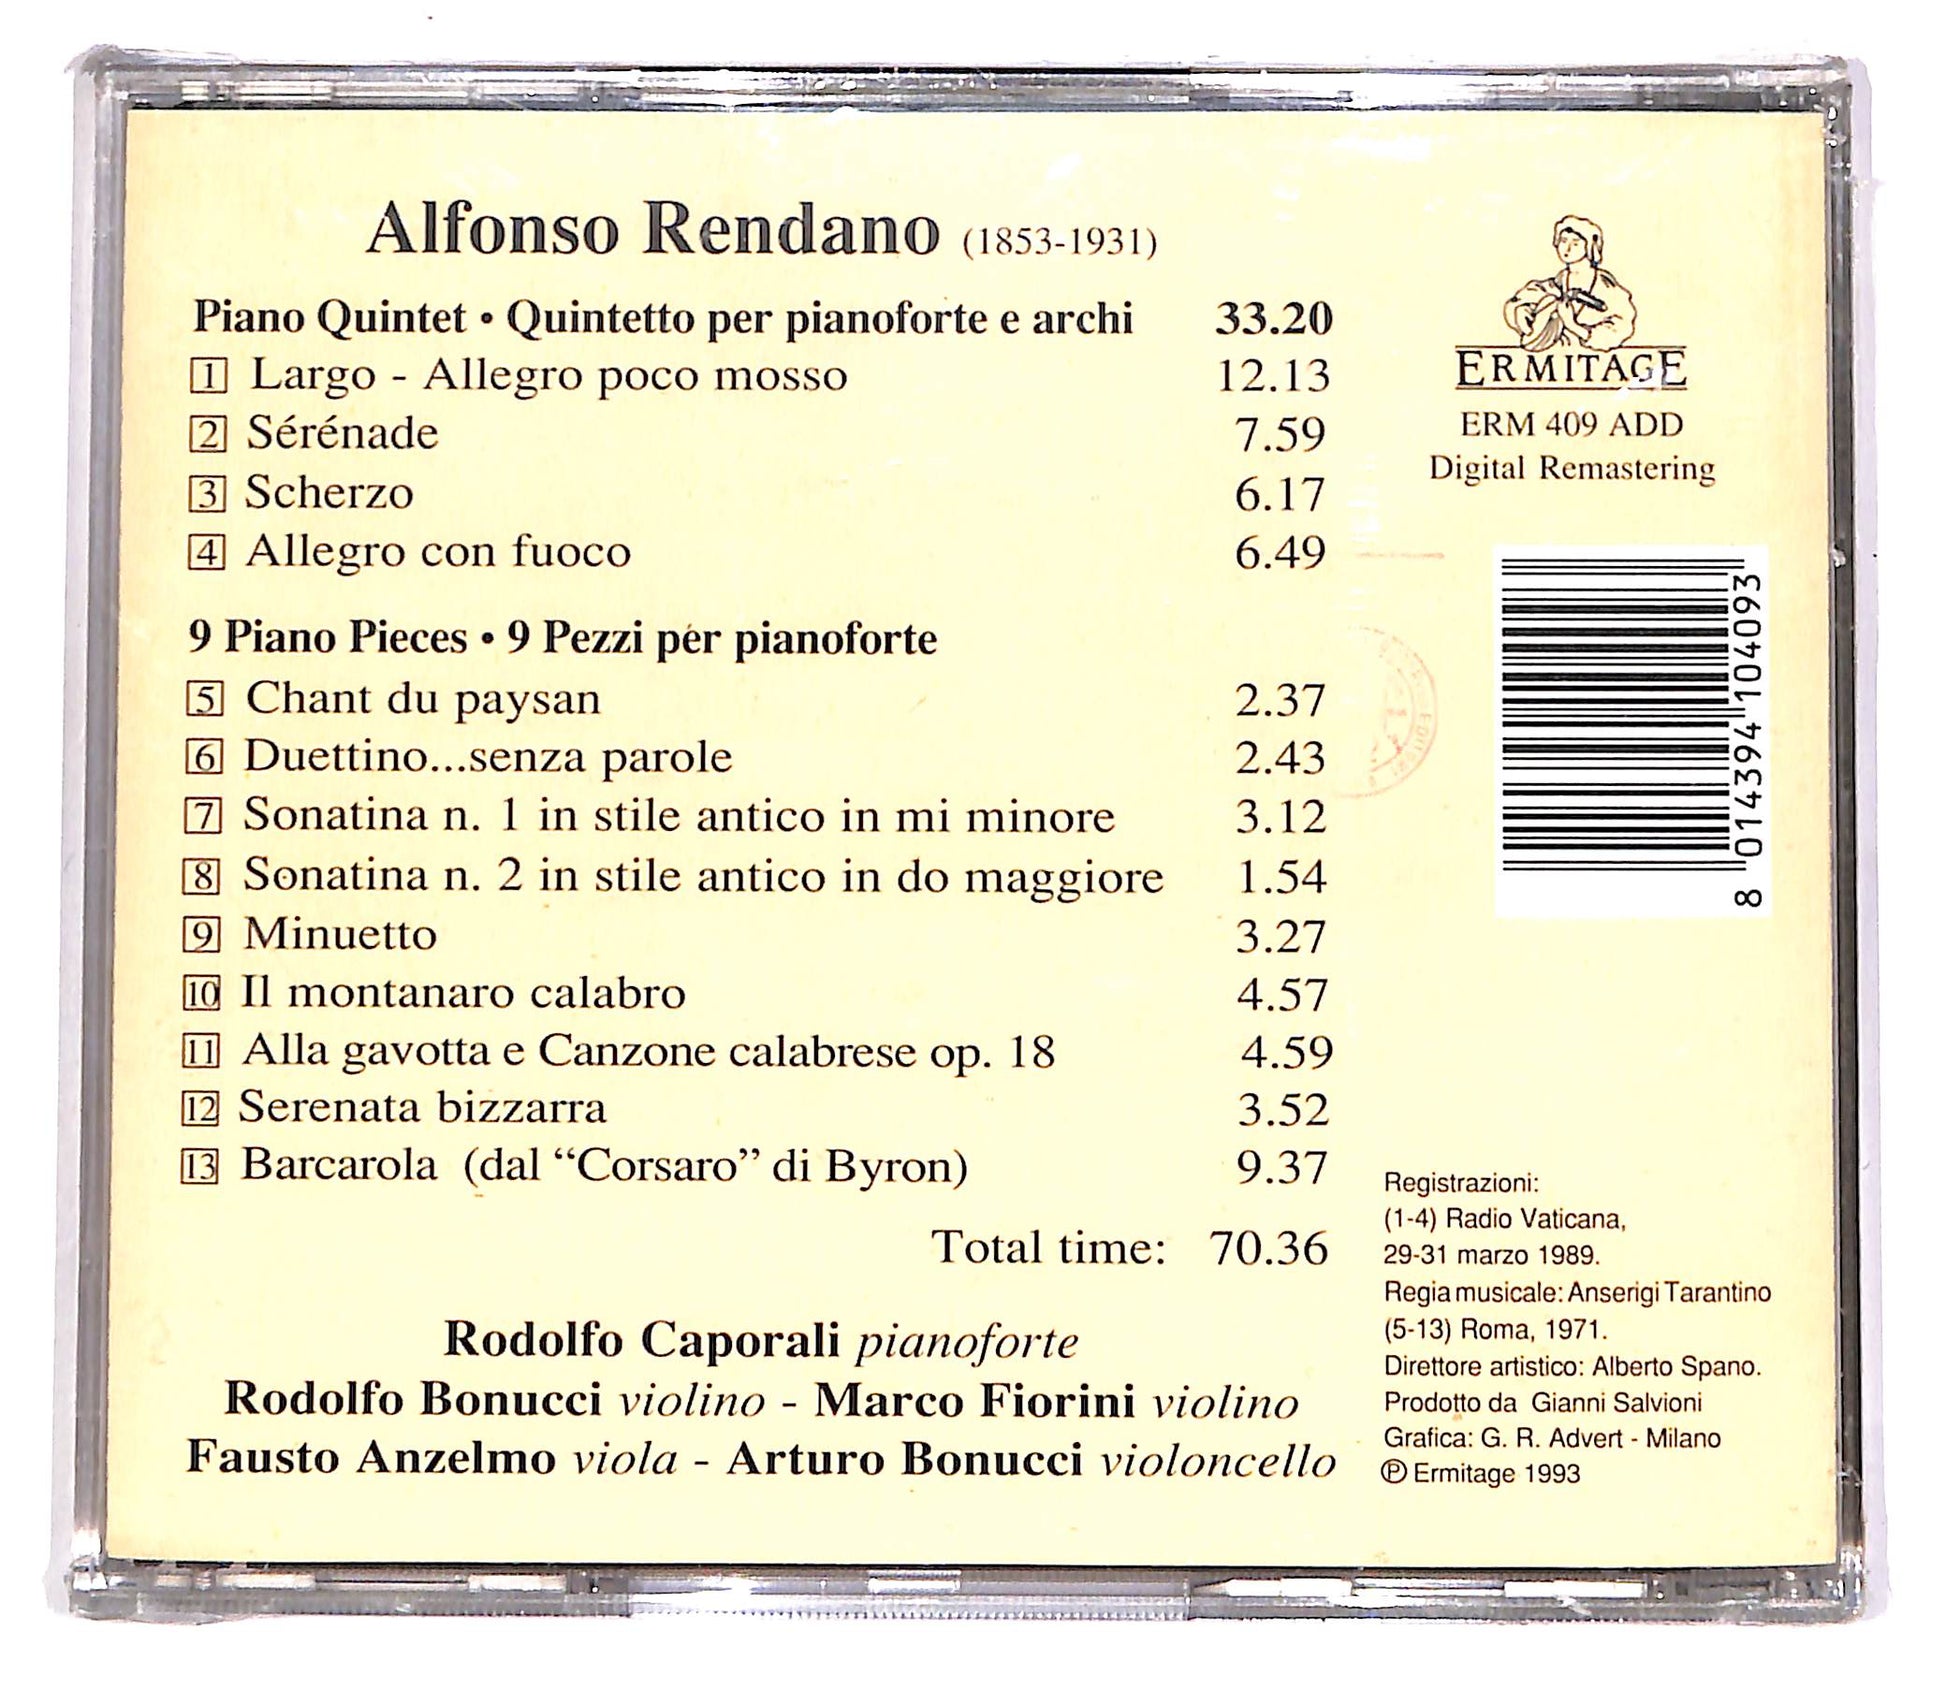 Alfonso Rendano (1853-1931)
Piano Quintet • Quintetto per pianoforte e archi 33.20
1 Largo - Allegro poco mosso 12.13
2 Sérénade 7.59
3 Scherzo 6.17
4 Allegro con fuoco 6.49
9 Piano Pieces • 9 Pezzi per pianoforte
5 Chant du paysan 2.37
6 Duettino...senza parole 2.43
7 Sonatina n. 1 in stile antico in mi minore 3.12
8 Sonatina n. 2 in stile antico in do maggiore 1.54
9 Minuetto 3.27
10 Il montanaro calabro 4.57
11 Alla gavotta e Canzone calabrese op. 18 4.59
12 Serenata bizzarra 3.52
13 Barcarola (dal “Corsaro” di Byron) 9.37
Total time: 70.36
Rodolfo Caporali pianoforte
Rodolfo Bonucci violino - Marco Fiorini violino
Fausto Anzelmo viola - Arturo Bonucci violoncello
ERMITAGE
ERM 409 ADD
Digital Remastering
8 014394 104093
Registrazioni:
(1-4) Radio Vaticana,
29-31 marzo 1989.
Regia musicale: Anserigi Tarantino
(5-13) Roma, 1971.
Direttore artistico: Alberto Spano.
Prodotto da Gianni Salvioni
Grafica: G. R. Advert - Milano
℗ Ermitage 1993